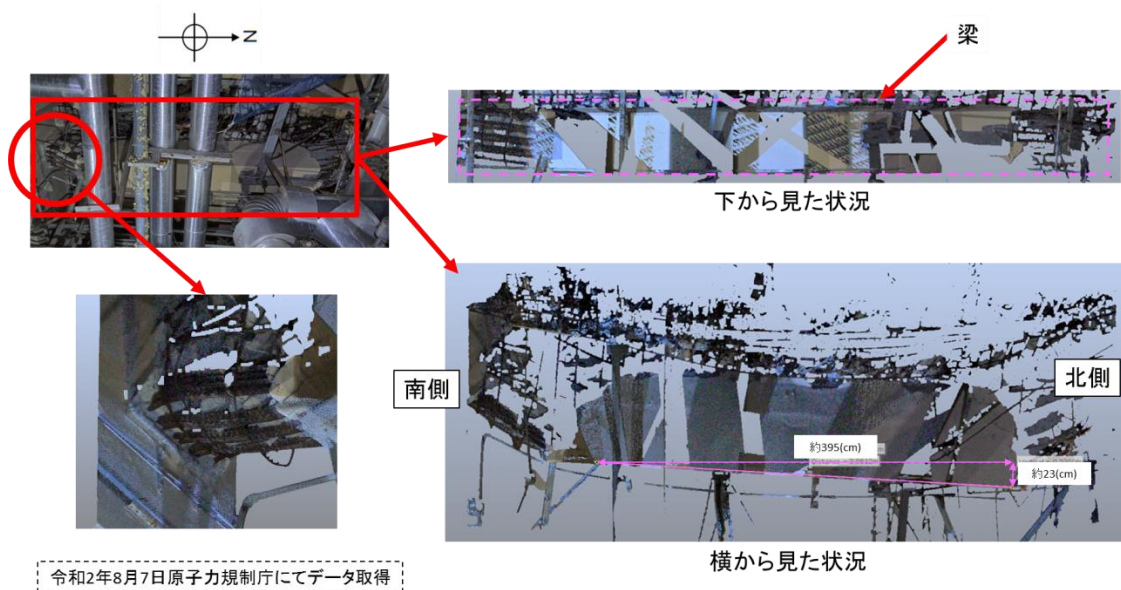 N
梁
下から見た状況
南側
北側
約395(cm)
約23(cm)
横から見た状況
令和2年8月7日原子力規制庁にてデータ取得